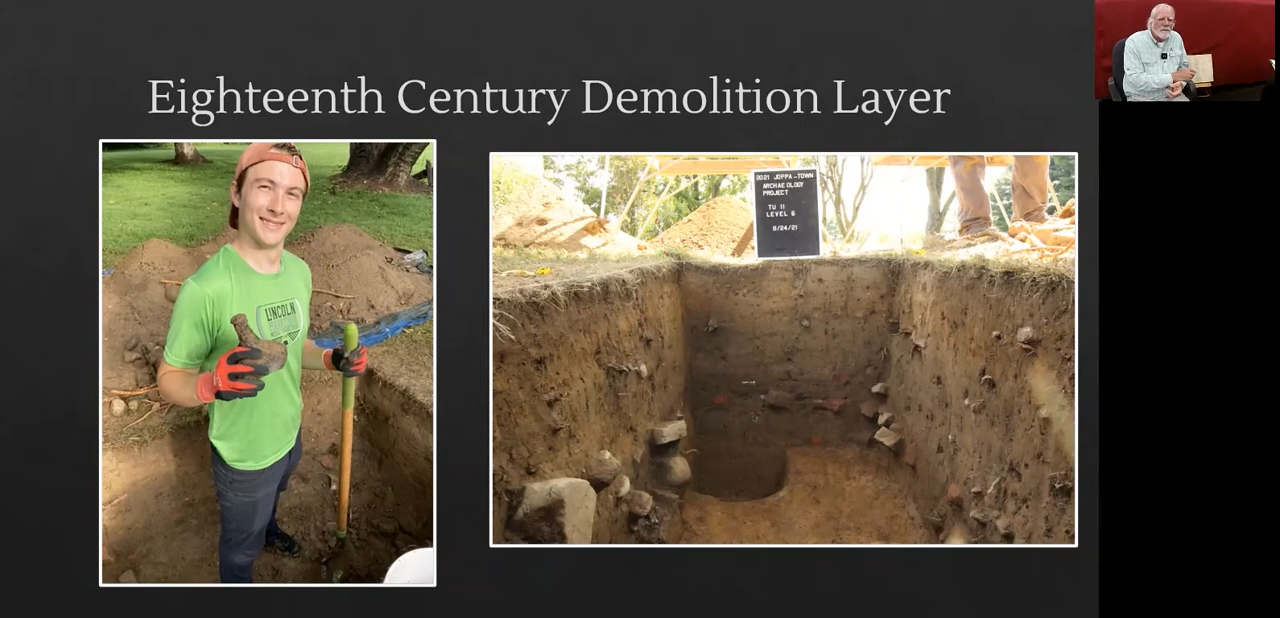 Eighteenth Century Demolition Layer
LINCOLN
2021 JOPPA-TOWN
ARCHAEOLOGY
PROJECT
TU 11
LEVEL 6
8/24/21